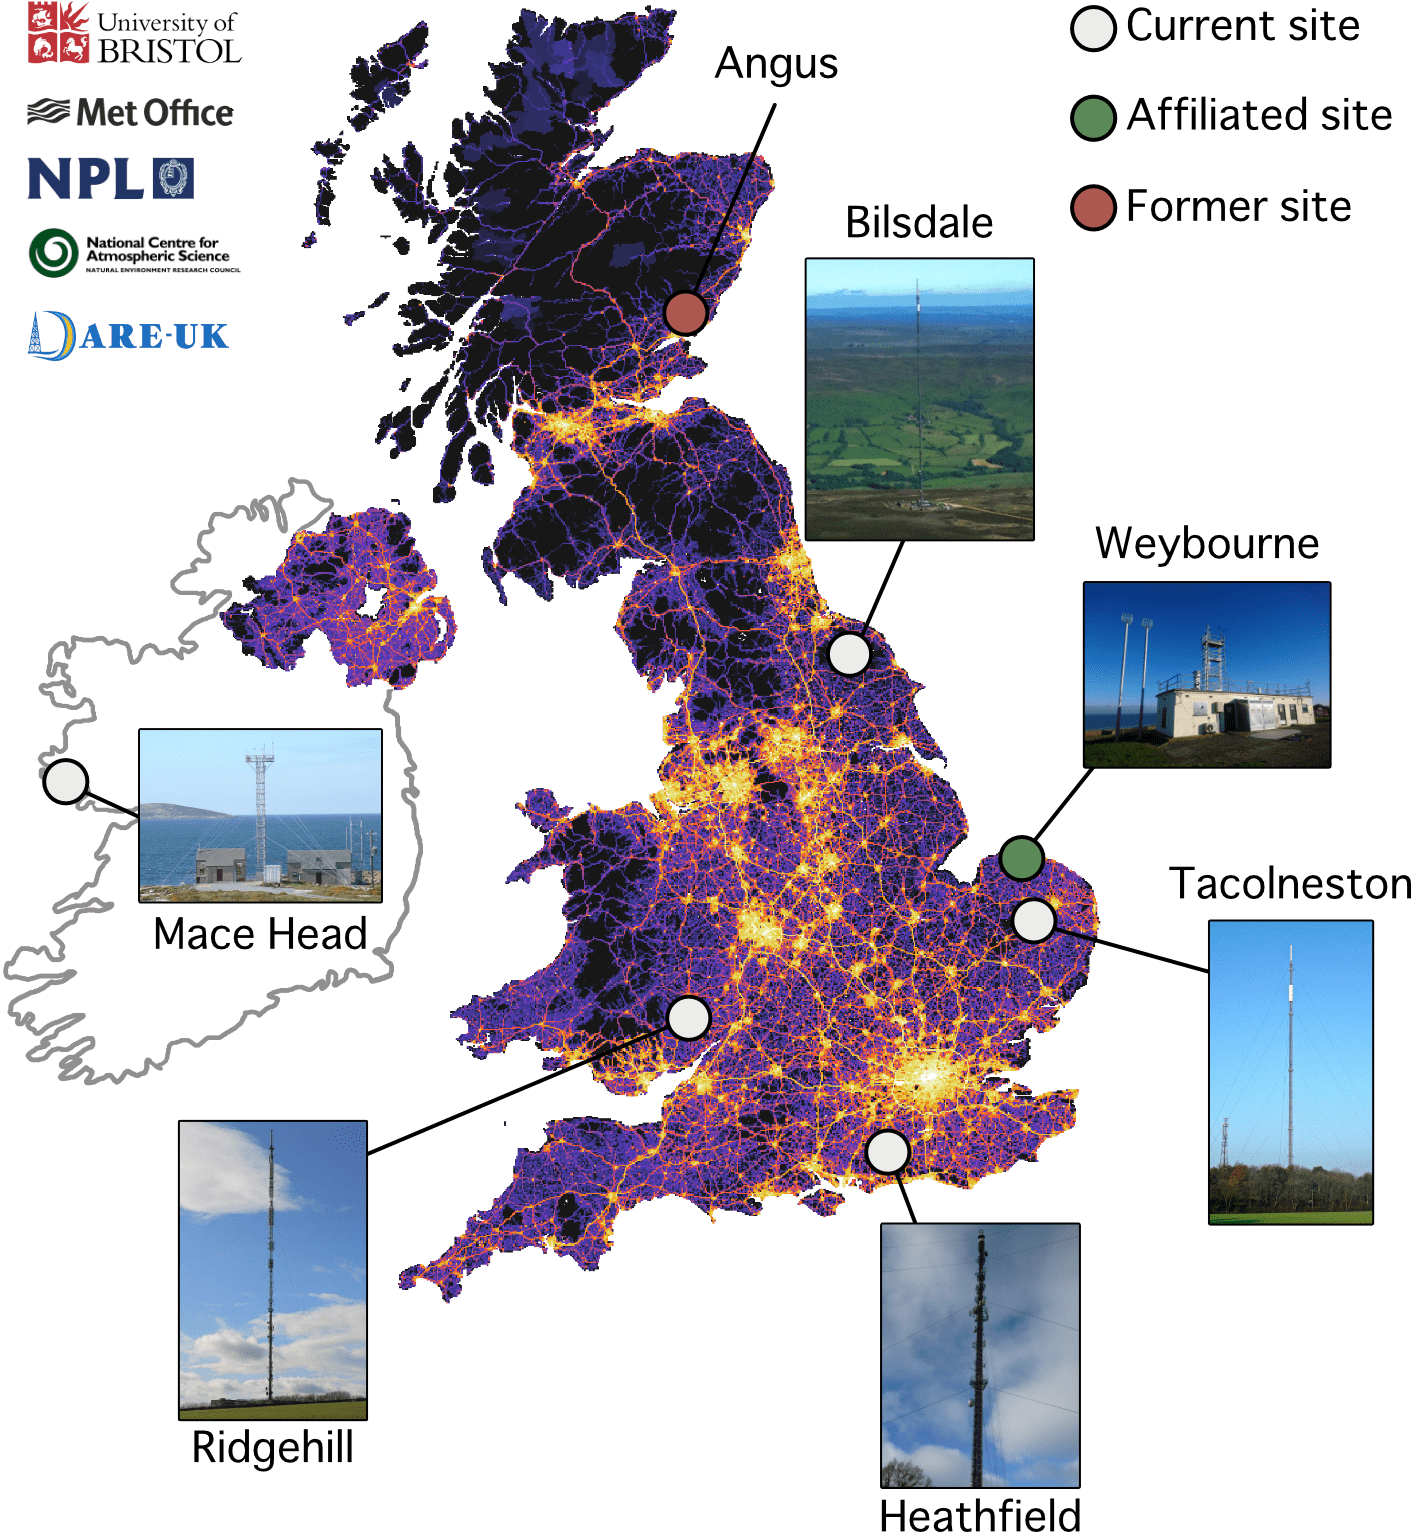 University of
BRISTOL
Met Office
NPL
National Centre for
Atmospheric Science
NATURAL ENVIRONMENT RESEARCH COUNCIL
DARE-UK
Current site
Affiliated site
Former site
Angus
Bilsdale
Weybourne
Tacolneston
Mace Head
Ridgehill
Heathfield